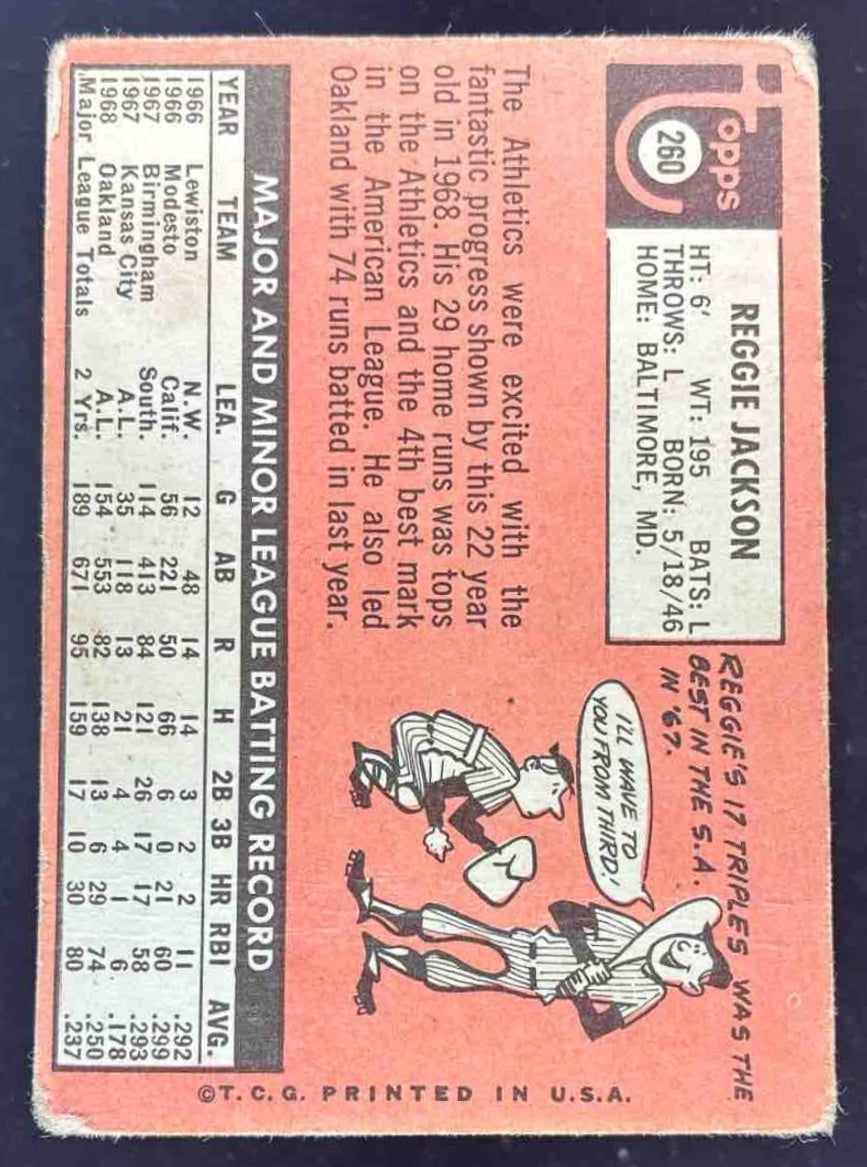 Topps
260
REGGIE JACKSON
HT: 6' WT: 195 BATS: L
THROWS: L BORN: 5/18/46
HOME: BALTIMORE, MD.
REGGIE'S 17 TRIPLES WAS THE
BEST IN THE S.A.
IN '67.
I'LL WAVE TO
YOU FROM THIRD!
The Athletics were excited with the
fantastic progress shown by this 22 year
old in 1968. His 29 home runs was tops
on the Athletics and the 4th best mark
in the American League. He also led
Oakland with 74 runs batted in last year.
MAJOR AND MINOR LEAGUE BATTING RECORD
YEAR TEAM LEA. G AB R H 2B 3B HR RBI AVG.
1966 Lewiston N.W. 12 48 14 14 3 2 2 11 .292
1966 Modesto Calif. 56 221 50 66 6 0 21 60 .299
1967 Birmingham South. 114 413 84 121 26 17 17 58 .293
1967 Kansas City A.L. 35 118 13 21 4 4 1 6 .178
1968 Oakland A.L. 154 553 82 138 13 6 29 74 .250
Major League Totals 2 Yrs. 189 671 95 159 17 10 30 80 .237
©T.C.G. PRINTED IN U.S.A.